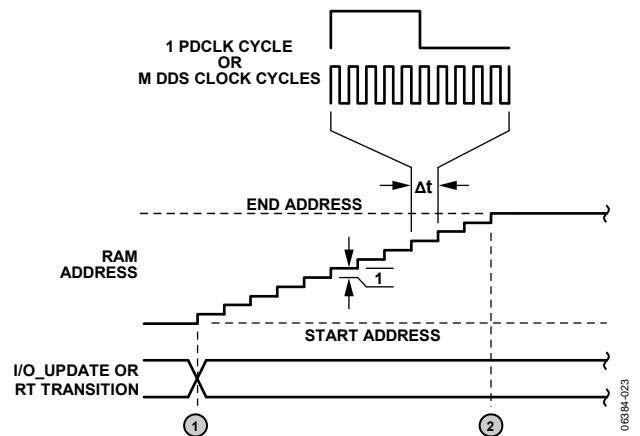 1 PDCLK CYCLE
OR
M DDS CLOCK CYCLES
Δt
END ADDRESS
RAM
ADDRESS
1
START ADDRESS
I/O_UPDATE OR
RT TRANSITION
1
2
06384-023